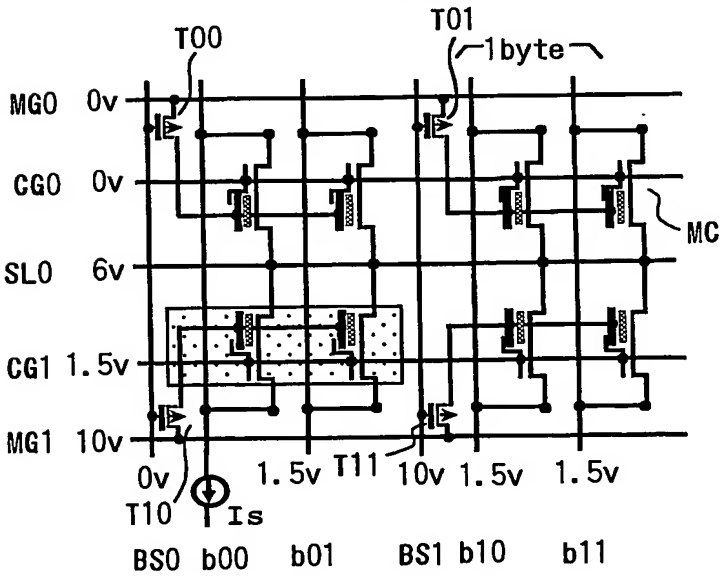 T00
T01
1byte
MG0 0v
CG0 0v
MC
SL0 6v
CG1 1.5v
MG1 10v
0v 1.5v T11 10v 1.5v 1.5v
T10 Is
BS0 b00 b01 BS1 b10 b11